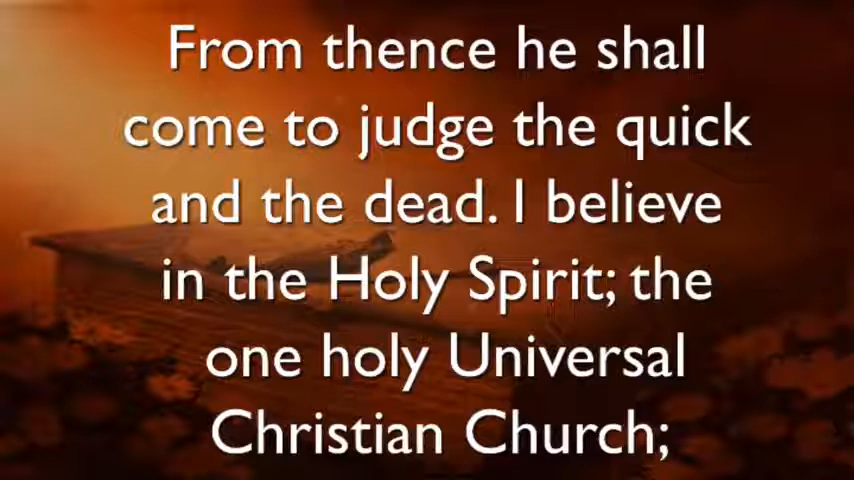 From thence he shall
come to judge the quick
and the dead. I believe
in the Holy Spirit; the
one holy Universal
Christian Church;